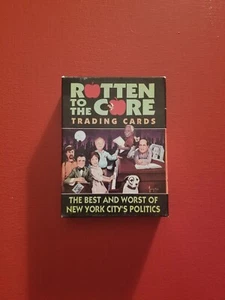 ROTTEN
TO THE CORE
TRADING CARDS
THE BEST AND WORST OF
NEW YORK CITY'S POLITICS